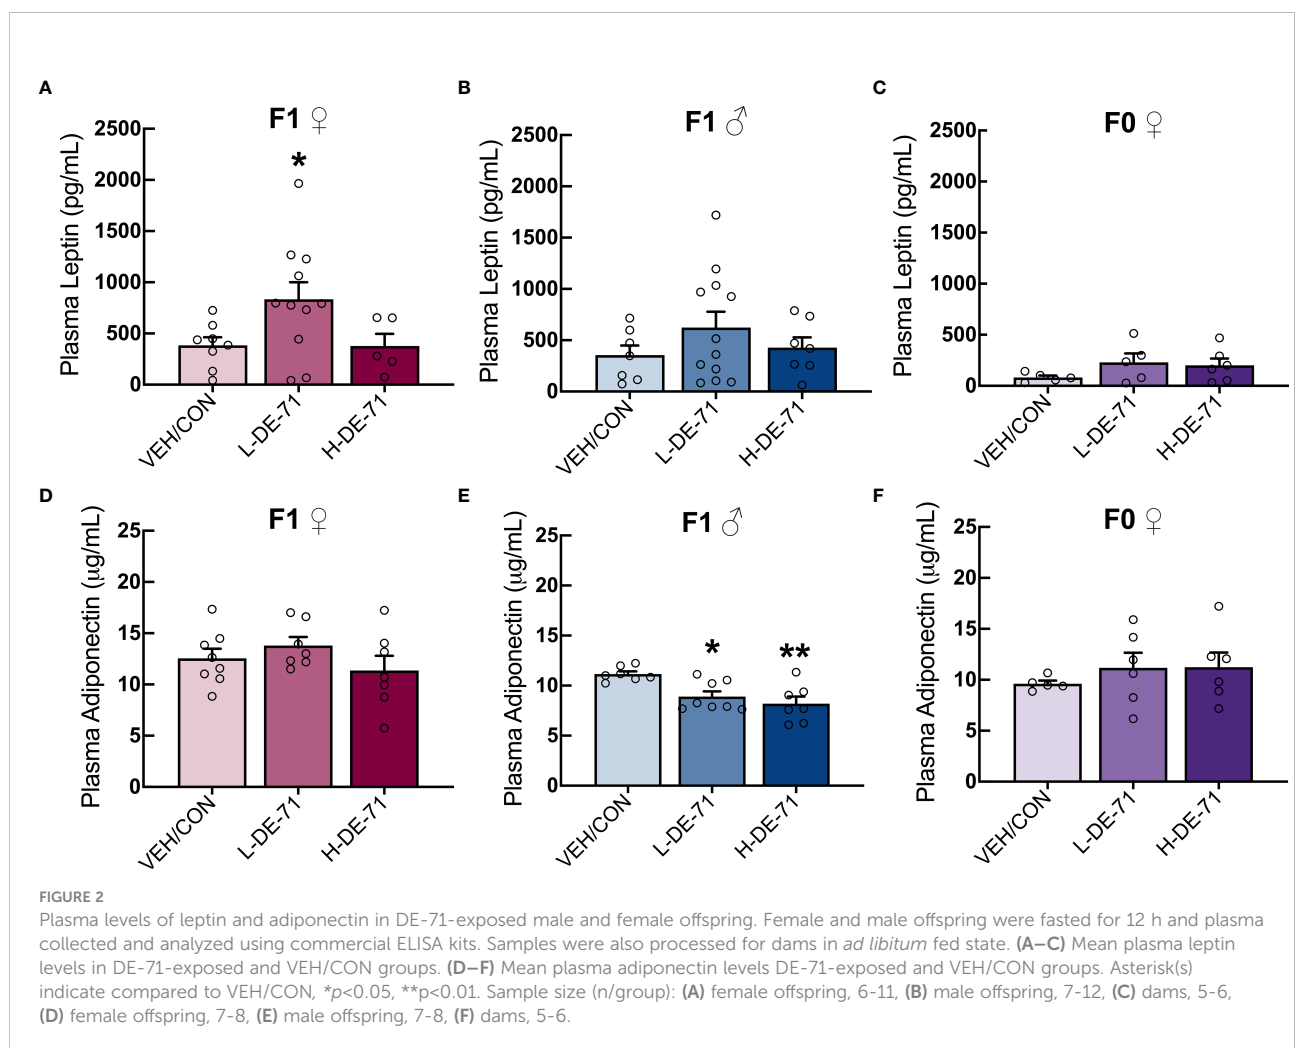 A
F1 ♀
Plasma Leptin (pg/mL)
2500
2000
1500
1000
500
0
*
VEH/CON
L-DE-71
H-DE-71
B
F1 ♂
Plasma Leptin (pg/mL)
2500
2000
1500
1000
500
0
VEH/CON
L-DE-71
H-DE-71
C
F0 ♀
Plasma Leptin (pg/mL)
2500
2000
1500
1000
500
0
VEH/CON
L-DE-71
H-DE-71
D
F1 ♀
Plasma Adiponectin (µg/mL)
25
20
15
10
5
0
VEH/CON
L-DE-71
H-DE-71
E
F1 ♂
Plasma Adiponectin (µg/mL)
25
20
15
10
5
0
*
**
VEH/CON
L-DE-71
H-DE-71
F
F0 ♀
Plasma Adiponectin (µg/mL)
25
20
15
10
5
0
VEH/CON
L-DE-71
H-DE-71
FIGURE 2
Plasma levels of leptin and adiponectin in DE-71-exposed male and female offspring. Female and male offspring were fasted for 12 h and plasma
collected and analyzed using commercial ELISA kits. Samples were also processed for dams in ad libitum fed state. (A–C) Mean plasma leptin
levels in DE-71-exposed and VEH/CON groups. (D–F) Mean plasma adiponectin levels DE-71-exposed and VEH/CON groups. Asterisk(s)
indicate compared to VEH/CON, *p<0.05, **p<0.01. Sample size (n/group): (A) female offspring, 6-11, (B) male offspring, 7-12, (C) dams, 5-6,
(D) female offspring, 7-8, (E) male offspring, 7-8, (F) dams, 5-6.